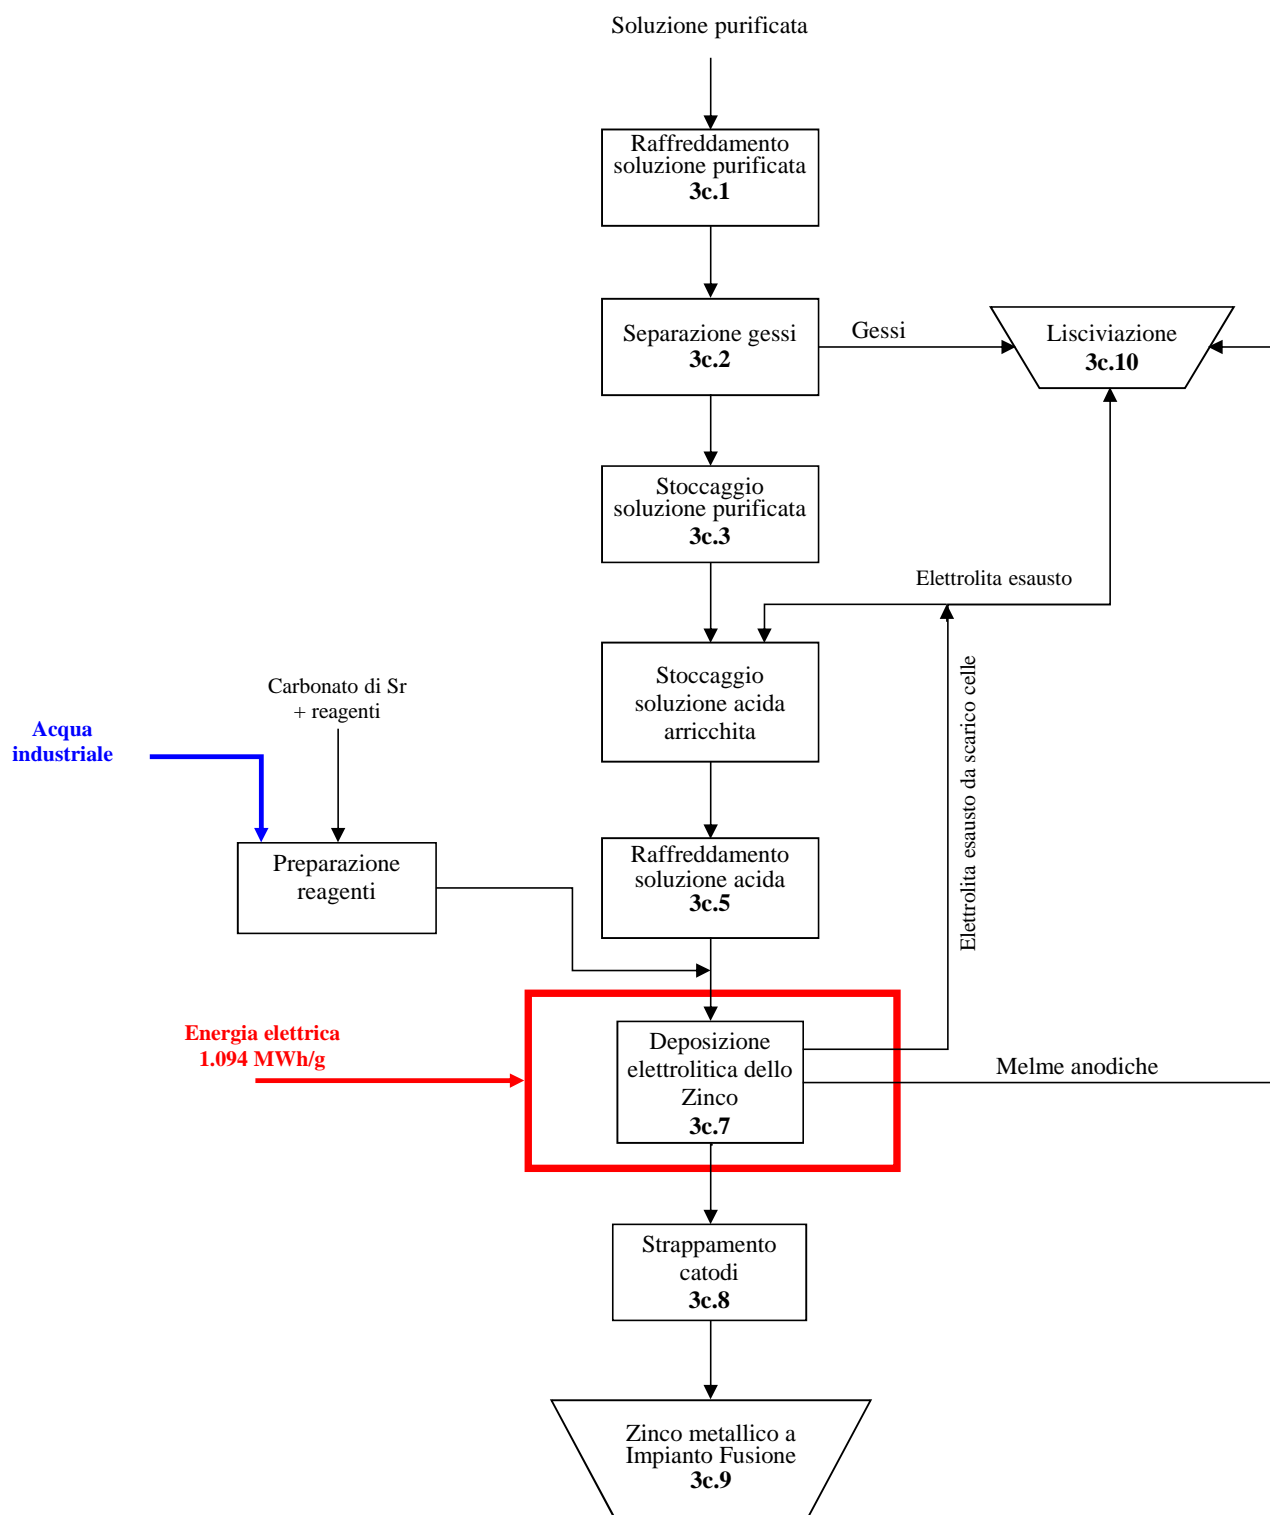 Soluzione purificata
Raffreddamento
soluzione purificata
3c.1
Separazione gessi
3c.2
Gessi
Lisciviazione
3c.10
Stoccaggio
soluzione purificata
3c.3
Elettrolita esausto
Stoccaggio
soluzione acida
arricchita
Carbonato di Sr
+ reagenti
Acqua
industriale
Elettrolita esausto da scarico celle
Preparazione
reagenti
Raffreddamento
soluzione acida
3c.5
Energia elettrica
1.094 MWh/g
Deposizione
elettrolitica dello
Zinco
3c.7
Melme anodiche
Strappamento
catodi
3c.8
Zinco metallico a
Impianto Fusione
3c.9